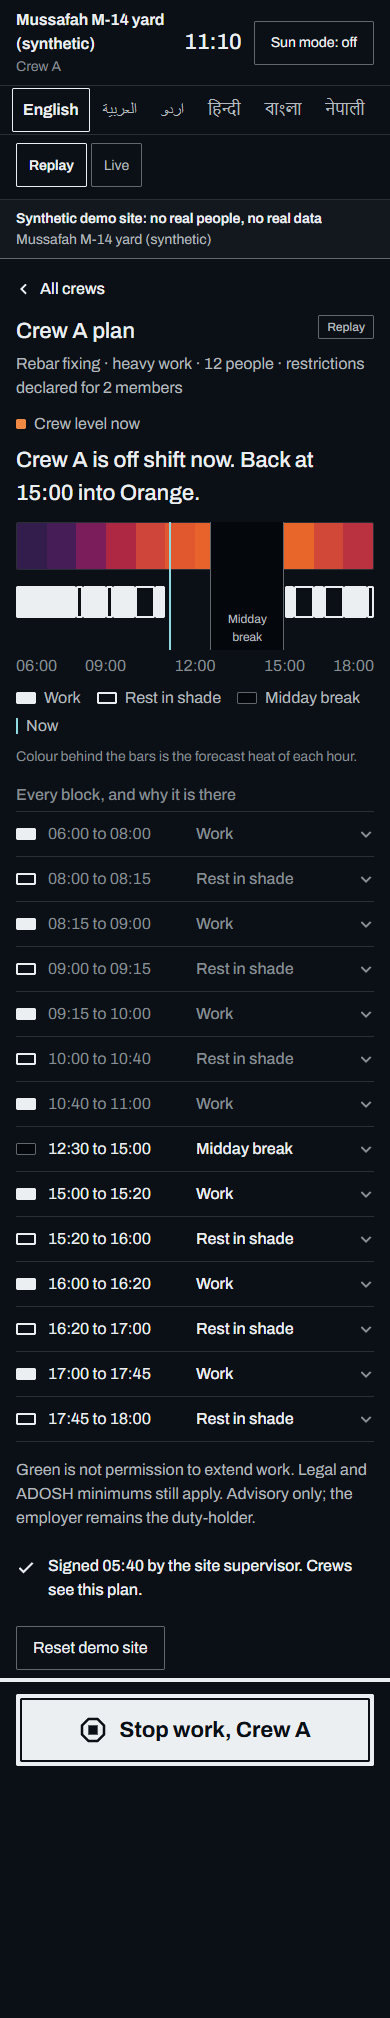 Mussafah M-14 yard
(synthetic)
Crew A
11:10
Sun mode: off
English
العربية
اردو
हिन्दी
বাংলা
नेपाली
Replay
Live
Synthetic demo site: no real people, no real data
Mussafah M-14 yard (synthetic)
All crews
Crew A plan
Replay
Rebar fixing · heavy work · 12 people · restrictions
declared for 2 members
Crew level now
Crew A is off shift now. Back at
15:00 into Orange.
Midday
break
06:00 09:00 12:00 15:00 18:00
Work Rest in shade Midday break
Now
Colour behind the bars is the forecast heat of each hour.
Every block, and why it is there
06:00 to 08:00 Work
08:00 to 08:15 Rest in shade
08:15 to 09:00 Work
09:00 to 09:15 Rest in shade
09:15 to 10:00 Work
10:00 to 10:40 Rest in shade
10:40 to 11:00 Work
12:30 to 15:00 Midday break
15:00 to 15:20 Work
15:20 to 16:00 Rest in shade
16:00 to 16:20 Work
16:20 to 17:00 Rest in shade
17:00 to 17:45 Work
17:45 to 18:00 Rest in shade
Green is not permission to extend work. Legal and
ADOSH minimums still apply. Advisory only; the
employer remains the duty-holder.
Signed 05:40 by the site supervisor. Crews
see this plan.
Reset demo site
Stop work, Crew A